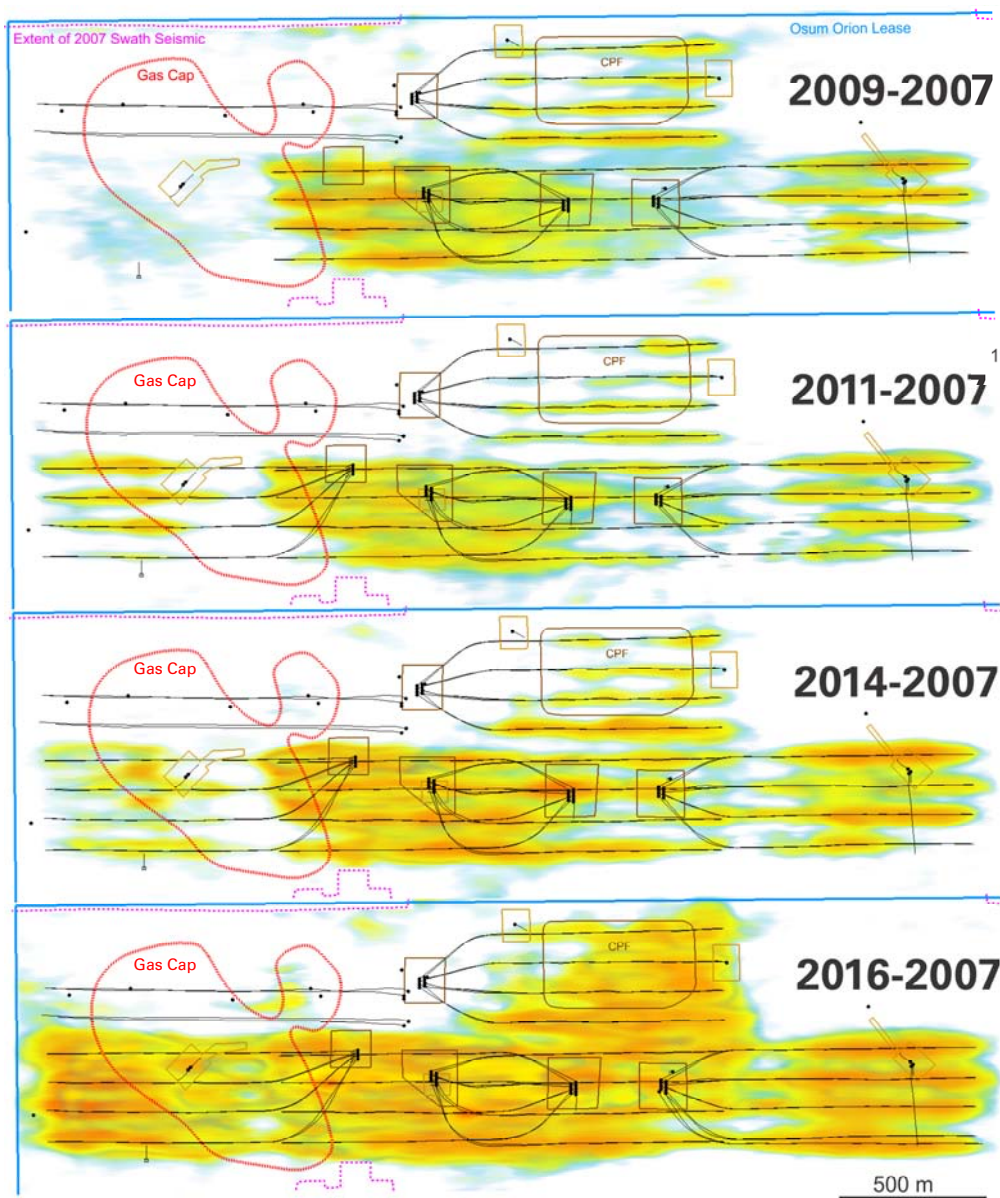 Extent of 2007 Swath Seismic
Osum Orion Lease
Gas Cap
CPF
2009-2007
Gas Cap
CPF
1
2011-2007
Gas Cap
CPF
2014-2007
Gas Cap
CPF
2016-2007
500 m